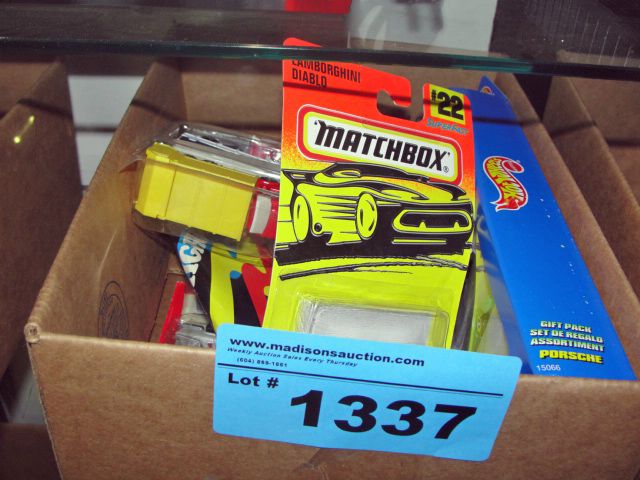 LAMBORGHINI
DIABLO
#22
SUPERFAST
MATCHBOX®
GIFT PACK
SET DE REGALO
ASSORTIMENT
PORSCHE
15066
www.madisonsauction.com
Weekly Auction Sales Every Thursday
Lot # 1337